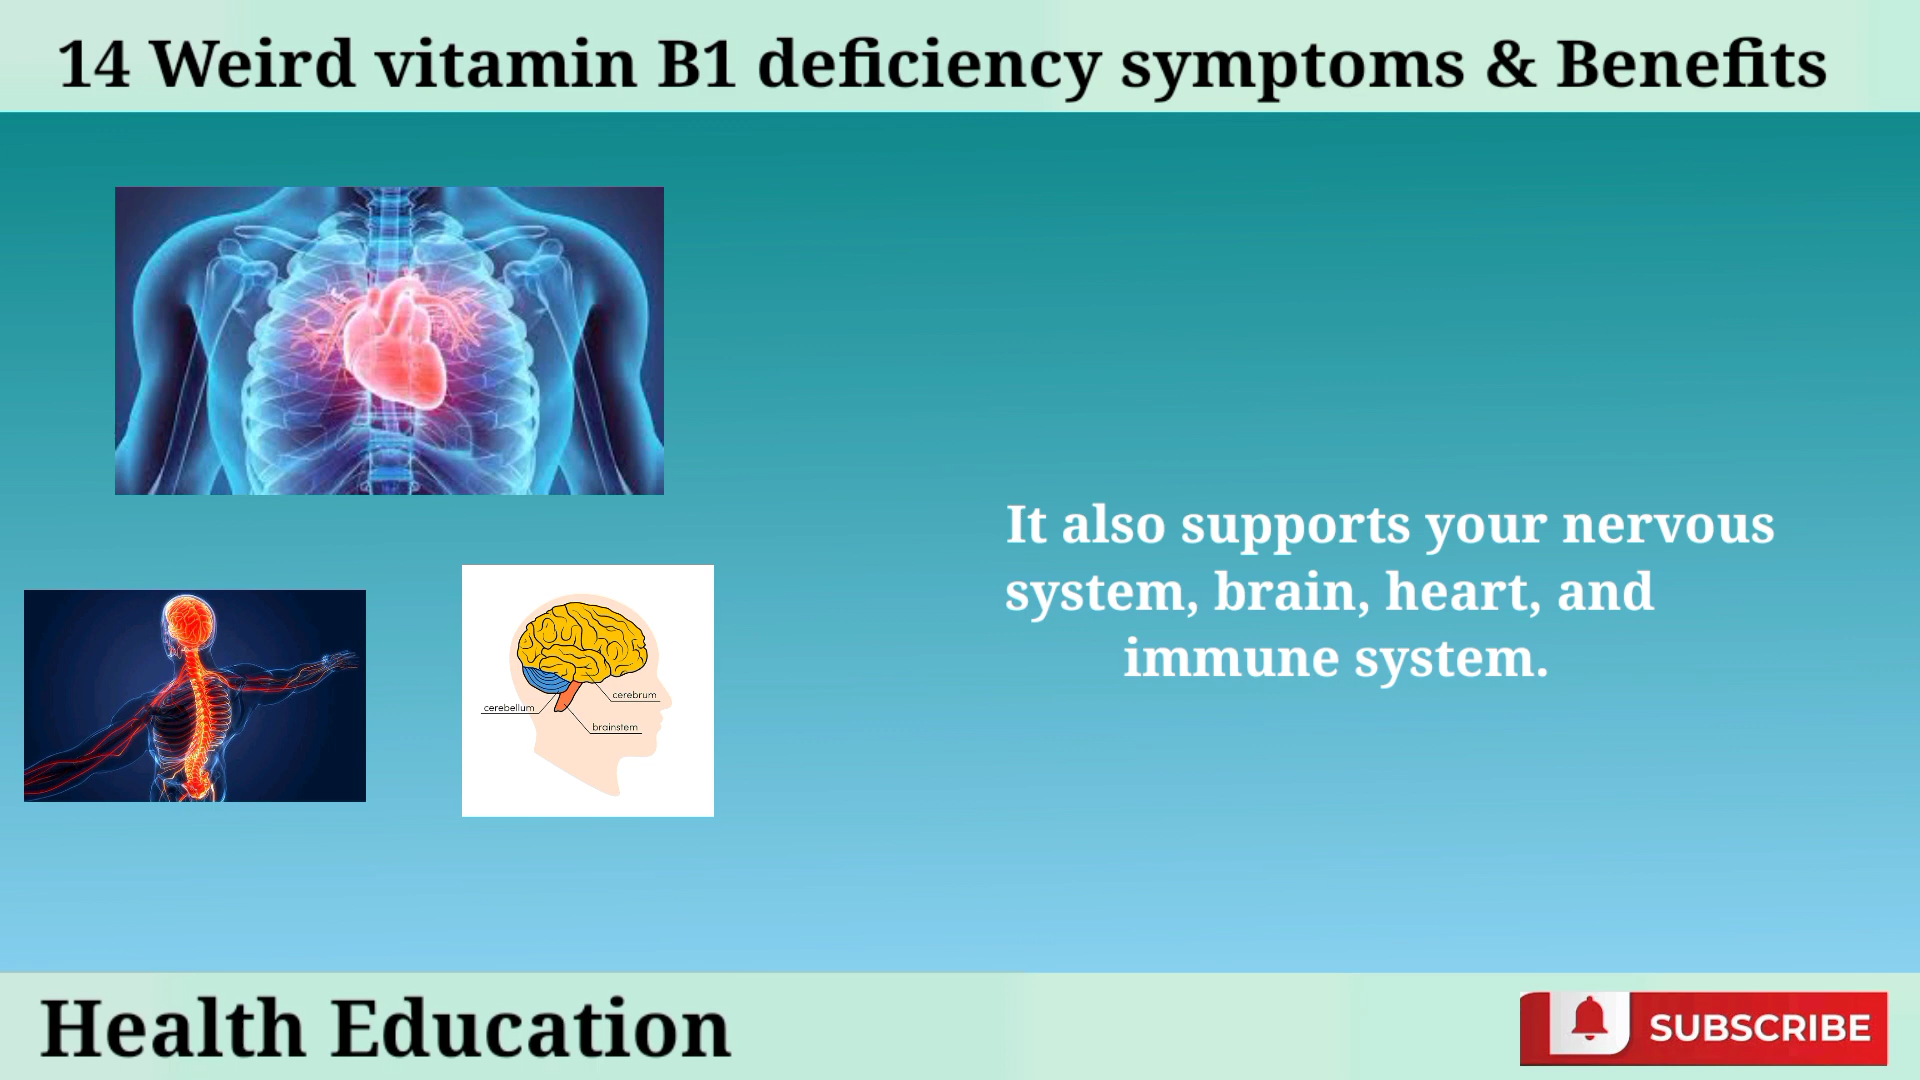 14 Weird vitamin B1 deficiency symptoms & Benefits
cerebrum
cerebellum
brainstem
It also supports your nervous
system, brain, heart, and
immune system.
Health Education
SUBSCRIBE